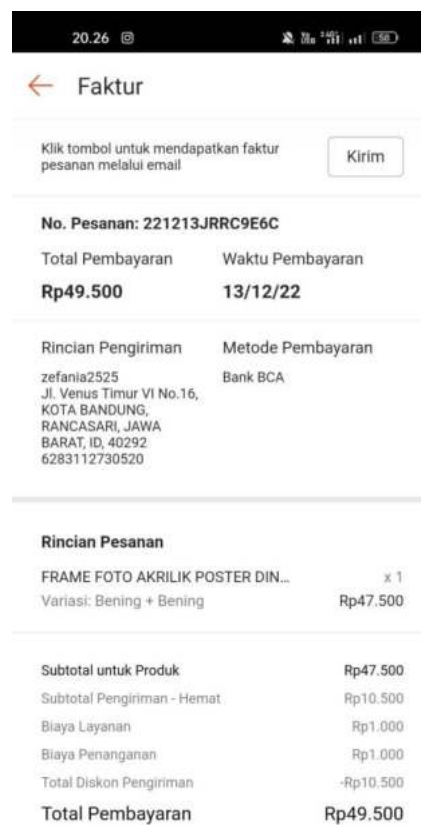 20.26
58
Faktur
Klik tombol untuk mendapatkan faktur
pesanan melalui email
Kirim
No. Pesanan: 221213JRRC9E6C
Total Pembayaran Waktu Pembayaran
Rp49.500 13/12/22
Rincian Pengiriman Metode Pembayaran
zefania2525 Bank BCA
Jl. Venus Timur VI No.16,
KOTA BANDUNG,
RANCASARI, JAWA
BARAT, ID, 40292
6283112730520
Rincian Pesanan
FRAME FOTO AKRILIK POSTER DIN... x 1
Variasi: Bening + Bening Rp47.500
Subtotal untuk Produk Rp47.500
Subtotal Pengiriman - Hemat Rp10.500
Biaya Layanan Rp1.000
Biaya Penanganan Rp1.000
Total Diskon Pengiriman -Rp10.500
Total Pembayaran Rp49.500